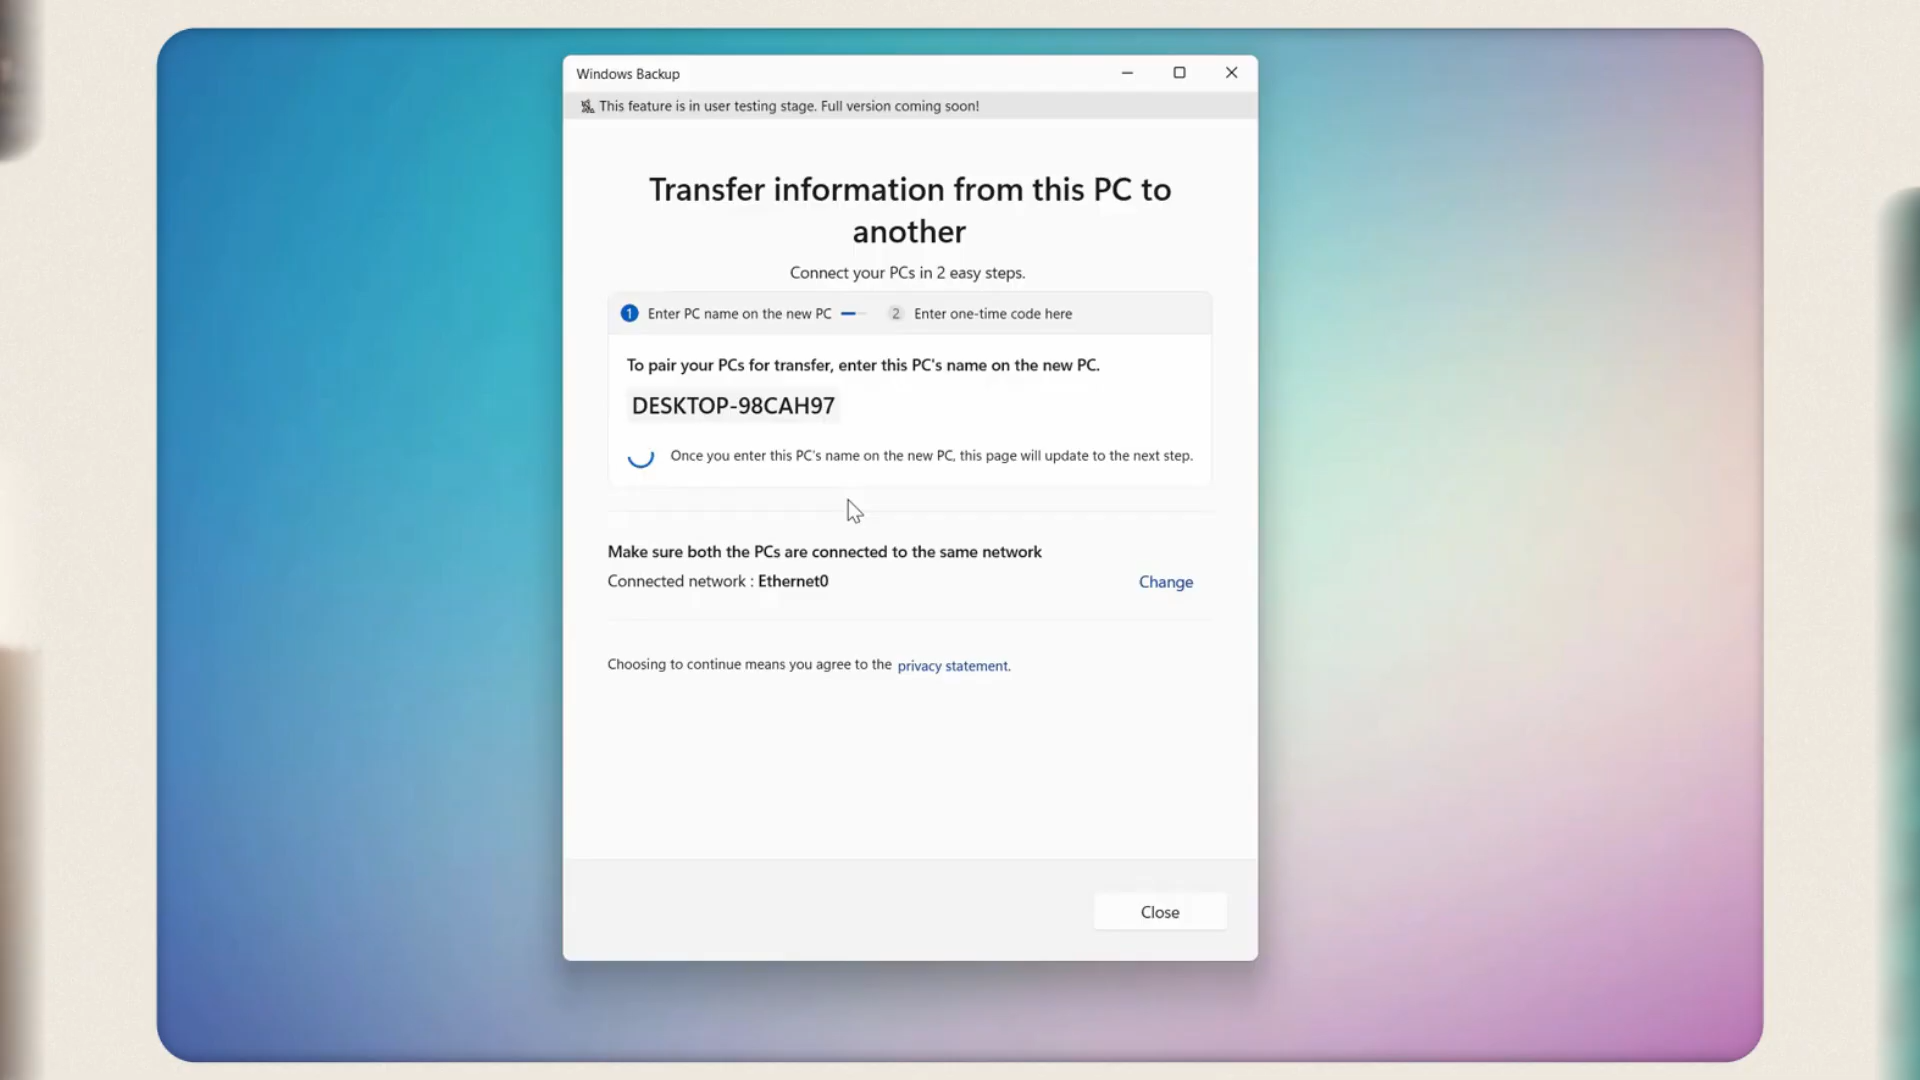 Windows Backup
This feature is in user testing stage. Full version coming soon!
Transfer information from this PC to
another
Connect your PCs in 2 easy steps.
1 Enter PC name on the new PC 2 Enter one-time code here
To pair your PCs for transfer, enter this PC's name on the new PC.
DESKTOP-98CAH97
Once you enter this PC's name on the new PC, this page will update to the next step.
Make sure both the PCs are connected to the same network
Connected network : Ethernet0 Change
Choosing to continue means you agree to the privacy statement.
Close